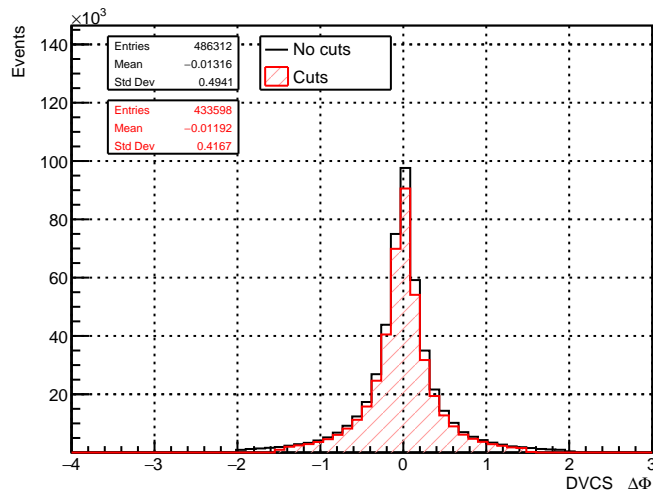 ×10³
Events
140
120
100
80
60
40
20
Entries 486312
Mean −0.01316
Std Dev 0.4941
Entries 433598
Mean −0.01192
Std Dev 0.4167
No cuts
Cuts
−4 −3 −2 −1 0 1 2 3
DVCS ΔΦ